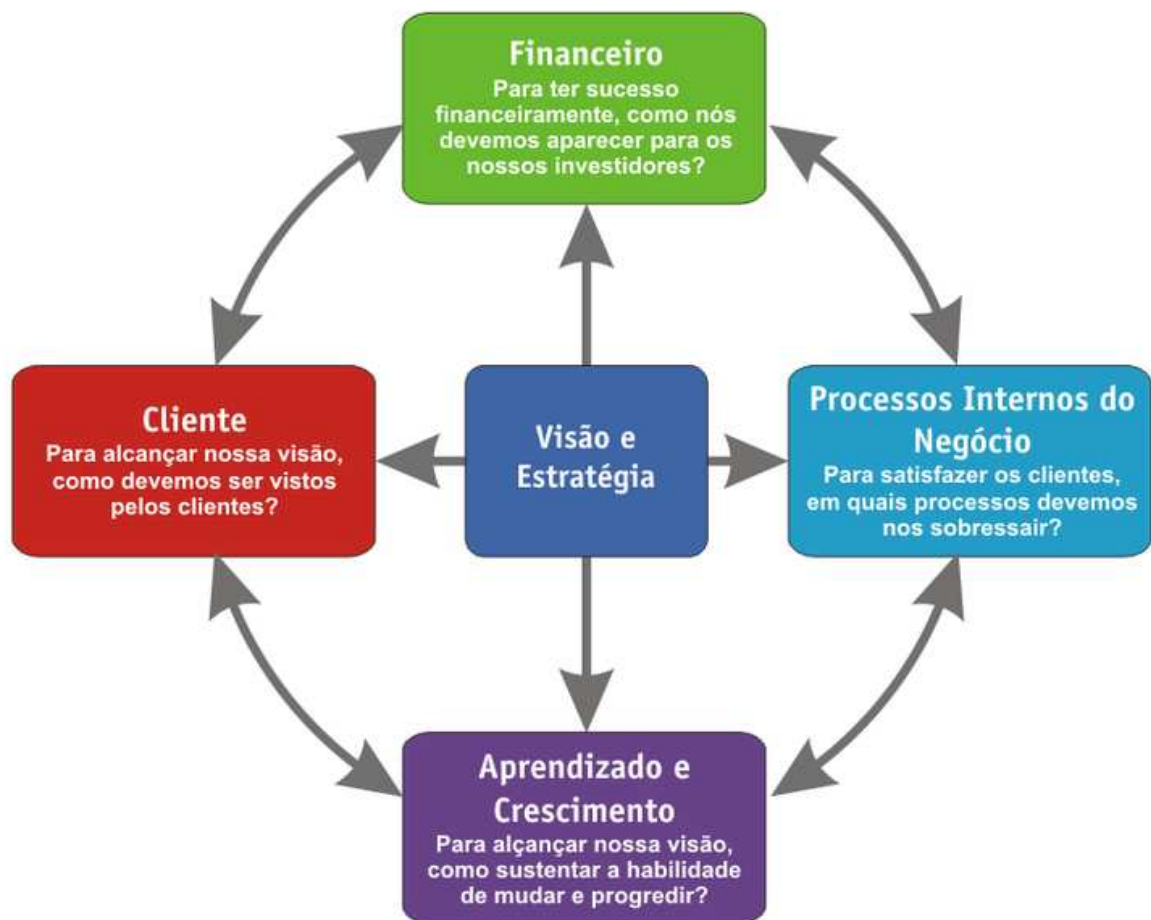 Financeiro
Para ter sucesso
financeiramente, como nós
devemos aparecer para os
nossos investidores?
Cliente
Para alcançar nossa visão,
como devemos ser vistos
pelos clientes?
Visão e
Estratégia
Processos Internos do
Negócio
Para satisfazer os clientes,
em quais processos devemos
nos sobressair?
Aprendizado e
Crescimento
Para alçançar nossa visão,
como sustentar a habilidade
de mudar e progredir?